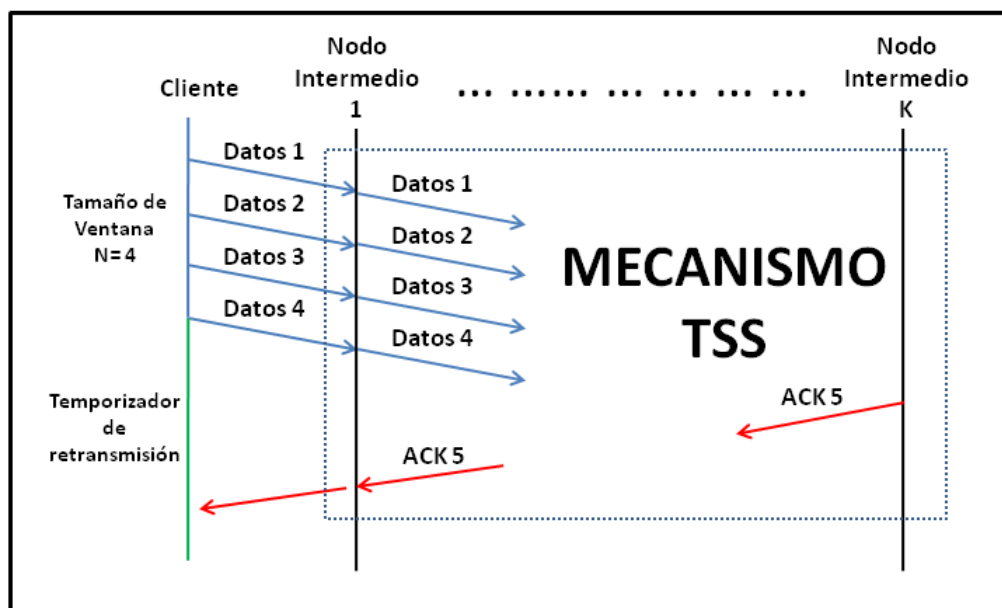 Cliente
Nodo
Intermedio
1
... ...... ... ... ... ...
Nodo
Intermedio
K
Tamaño de
Ventana
N= 4
Datos 1
Datos 1
Datos 2
Datos 2
Datos 3
Datos 3
Datos 4
Datos 4
MECANISMO
TSS
Temporizador
de
retransmisión
ACK 5
ACK 5